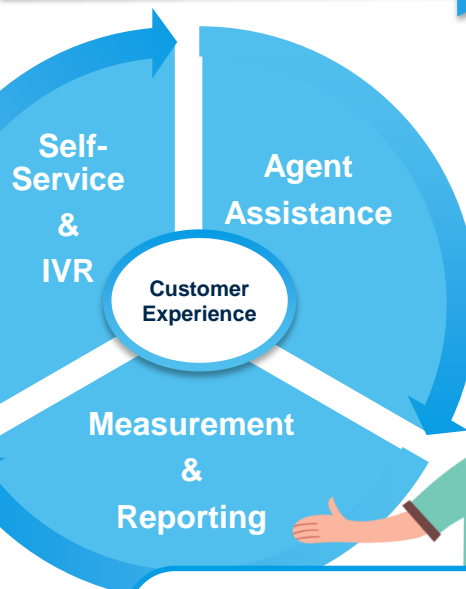 Self-
Service
&
IVR
Agent
Assistance
Customer
Experience
Measurement
&
Reporting